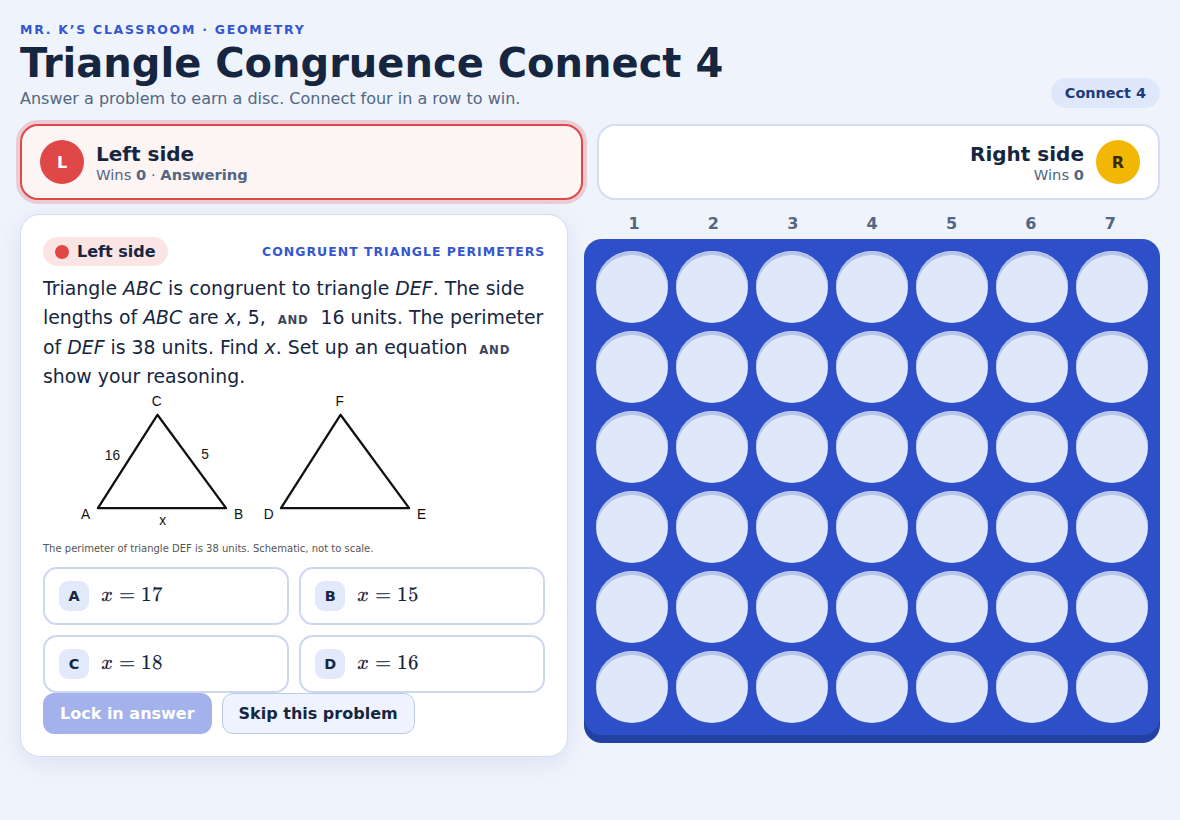 MR. K'S CLASSROOM · GEOMETRY
Triangle Congruence Connect 4
Answer a problem to earn a disc. Connect four in a row to win.
Connect 4
L
Left side
Wins 0 · Answering
Right side
Wins 0
R
Left side
CONGRUENT TRIANGLE PERIMETERS
Triangle ABC is congruent to triangle DEF. The side
lengths of ABC are x, 5, AND 16 units. The perimeter
of DEF is 38 units. Find x. Set up an equation AND
show your reasoning.
C
F
16
5
A
B
D
E
x
The perimeter of triangle DEF is 38 units. Schematic, not to scale.
A x = 17
B x = 15
C x = 18
D x = 16
Lock in answer
Skip this problem
1 2 3 4 5 6 7